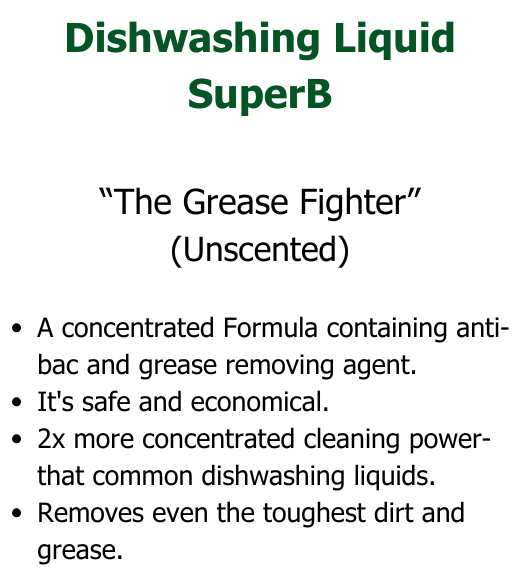 Dishwashing Liquid
SuperB
“The Grease Fighter”
(Unscented)
• A concentrated Formula containing anti-
bac and grease removing agent.
• It's safe and economical.
• 2x more concentrated cleaning power-
that common dishwashing liquids.
• Removes even the toughest dirt and
grease.